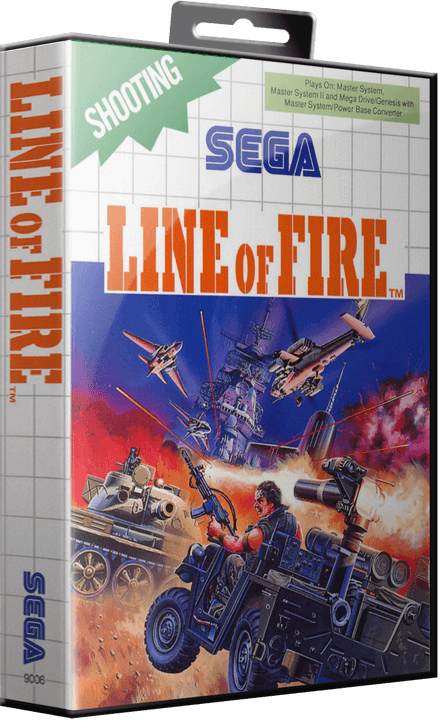 LINE OF FIRE
TM
SEGA
9006
SHOOTING
Plays On: Master System,
Master System II and Mega Drive/Genesis with
Master System/Power Base Converter
SEGA
LINE OF FIRE
TM